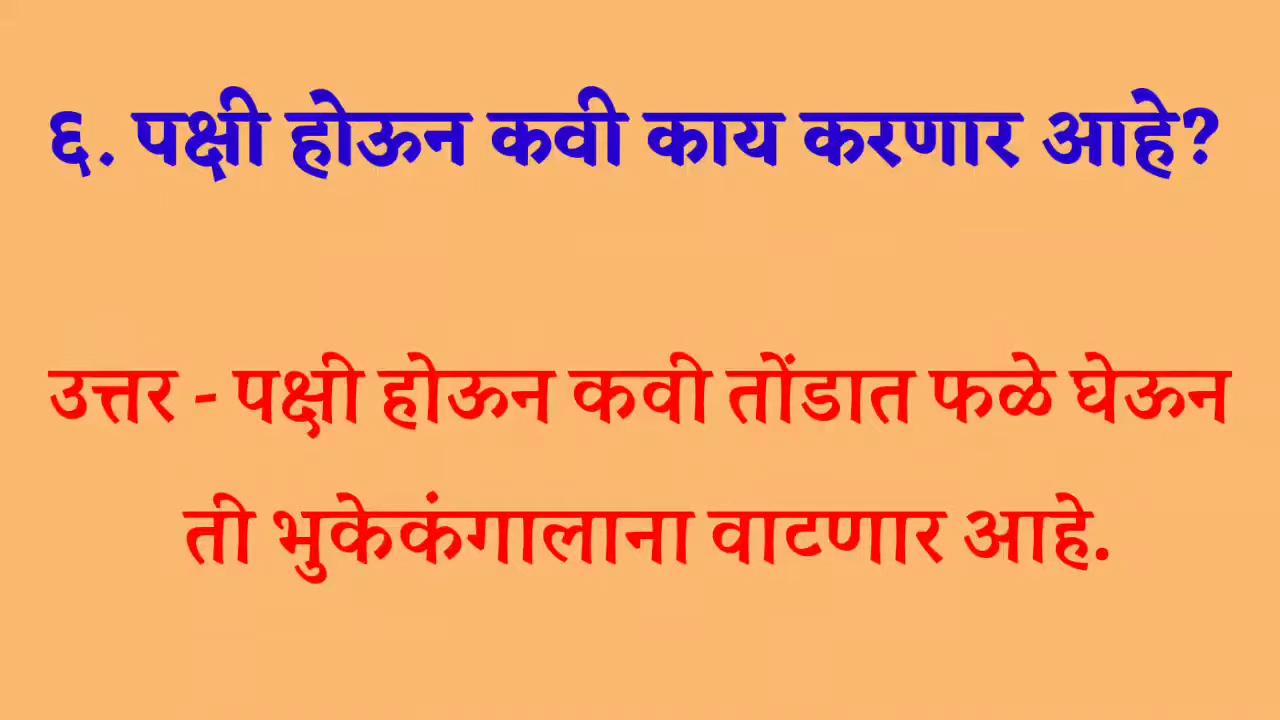 ६. पक्षी होऊन कवी काय करणार आहे?
उत्तर - पक्षी होऊन कवी तोंडात फळे घेऊन
ती भुकेकंगालाना वाटणार आहे.